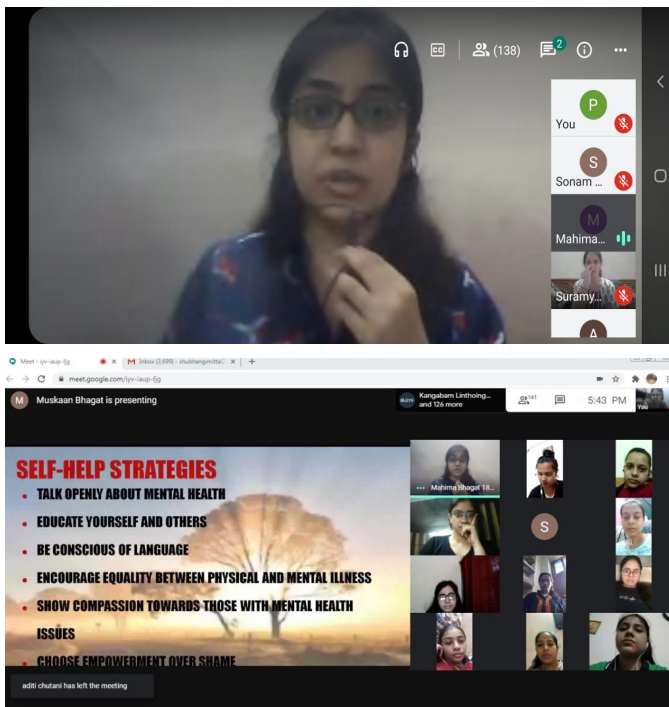 (138)
2
P
You
S
Sonam ...
M
Mahima...
Suramy...
A
Meet - iyv-iaup-fjg
Inbox (3,699) - shubhangimittal...
meet.google.com/iyv-iaup-fjg
M Muskaan Bhagat is presenting
Kangabam Linthoing...
and 126 more
141
5:43 PM
You
SELF-HELP STRATEGIES
• TALK OPENLY ABOUT MENTAL HEALTH
• EDUCATE YOURSELF AND OTHERS
• BE CONSCIOUS OF LANGUAGE
• ENCOURAGE EQUALITY BETWEEN PHYSICAL AND MENTAL ILLNESS
• SHOW COMPASSION TOWARDS THOSE WITH MENTAL HEALTH
ISSUES
• CHOOSE EMPOWERMENT OVER SHAME
Mahima Bhagat 18...
S
aditi chutani has left the meeting